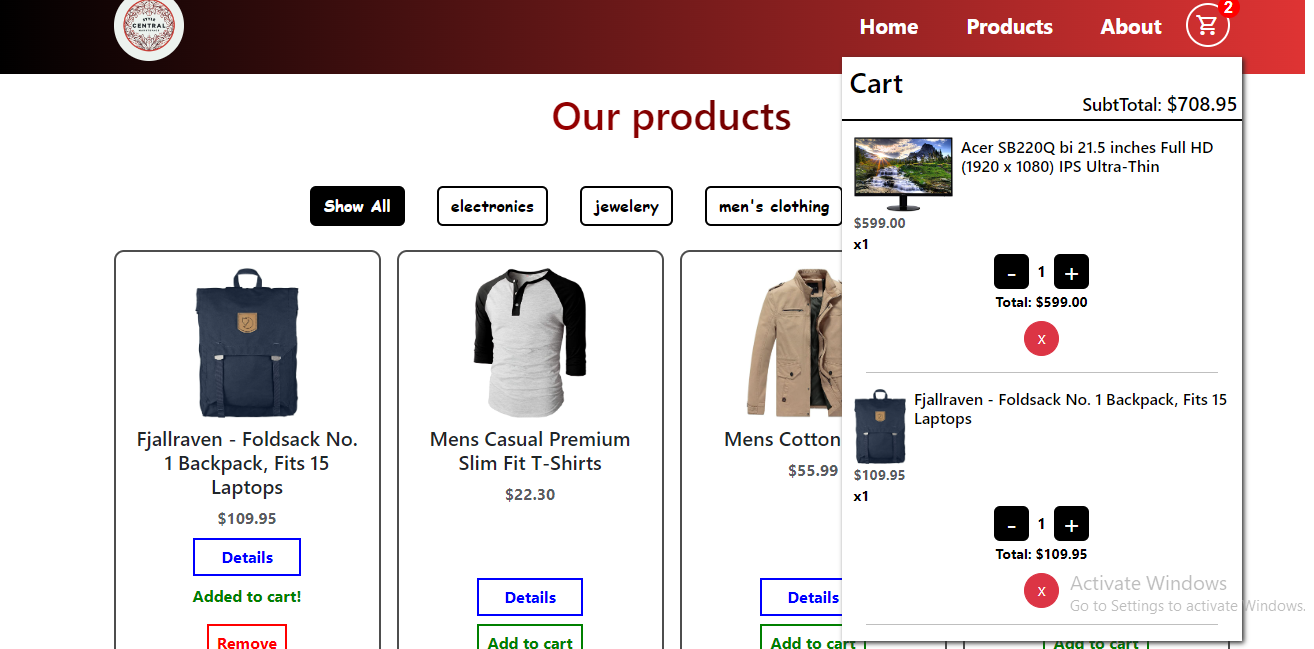 STYLE
CENTRAL
Home
Products
About
2
Cart
SubtTotal: $708.95
Our products
Show All
electronics
jewelery
men's clothing
Acer SB220Q bi 21.5 inches Full HD
(1920 x 1080) IPS Ultra-Thin
$599.00
x1
- 1 +
Total: $599.00
x
Fjallraven - Foldsack No. 1 Backpack, Fits 15
Laptops
$109.95
x1
- 1 +
Total: $109.95
x
Fjallraven - Foldsack No.
1 Backpack, Fits 15
Laptops
$109.95
Details
Added to cart!
Remove
Mens Casual Premium
Slim Fit T-Shirts
$22.30
Details
Add to cart
Mens Cotton
$55.99
Details
Add to cart
Add to cart
Activate Windows
Go to Settings to activate Windows.